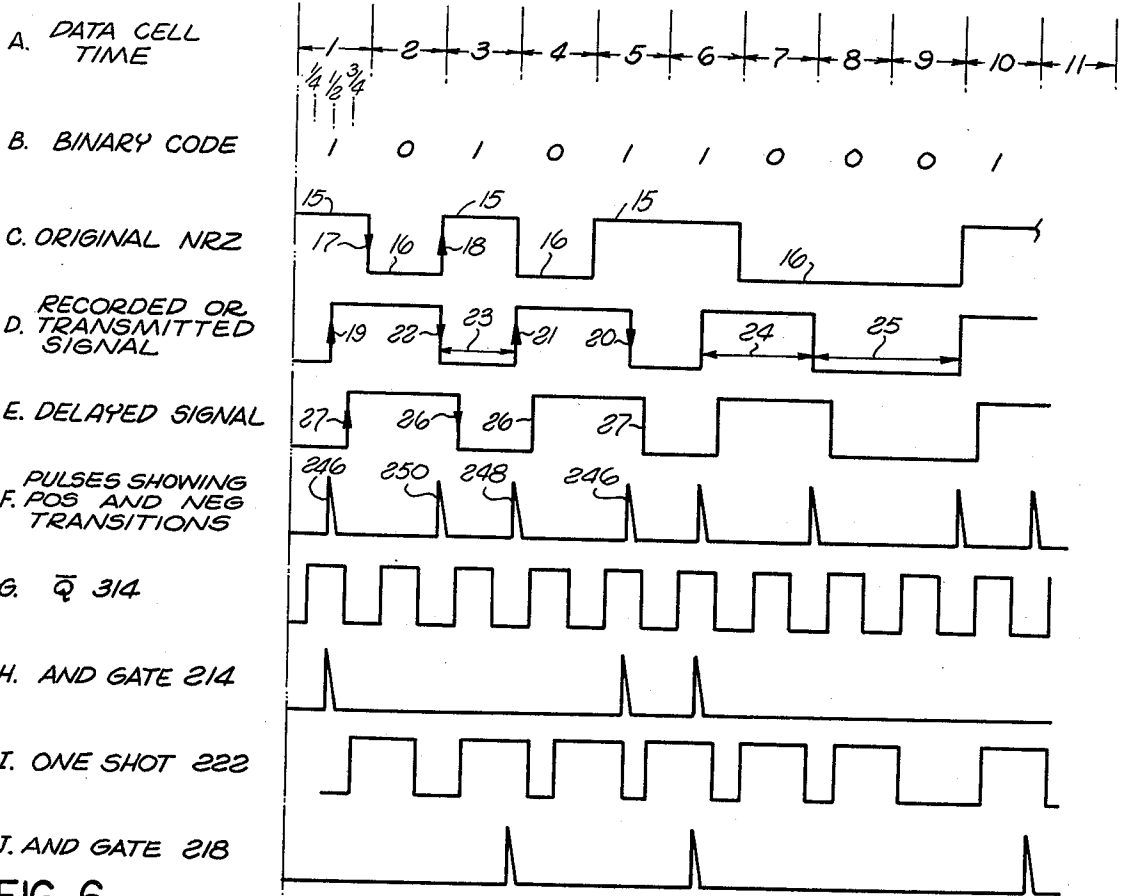 A. DATA CELL TIME
1 2 3 4 5 6 7 8 9 10 11
1/4 1/2 3/4
B. BINARY CODE 1 0 1 0 1 1 0 0 0 1
15 15 15
C. ORIGINAL NRZ 17 16 18 16 16
D. RECORDED OR TRANSMITTED SIGNAL 19 22 23 21 20 24 25
E. DELAYED SIGNAL 27 26 26 27
F. PULSES SHOWING POS AND NEG TRANSITIONS
246 250 248 246
G. Q̅ 314
H. AND GATE 214
I. ONE SHOT 222
J. AND GATE 218